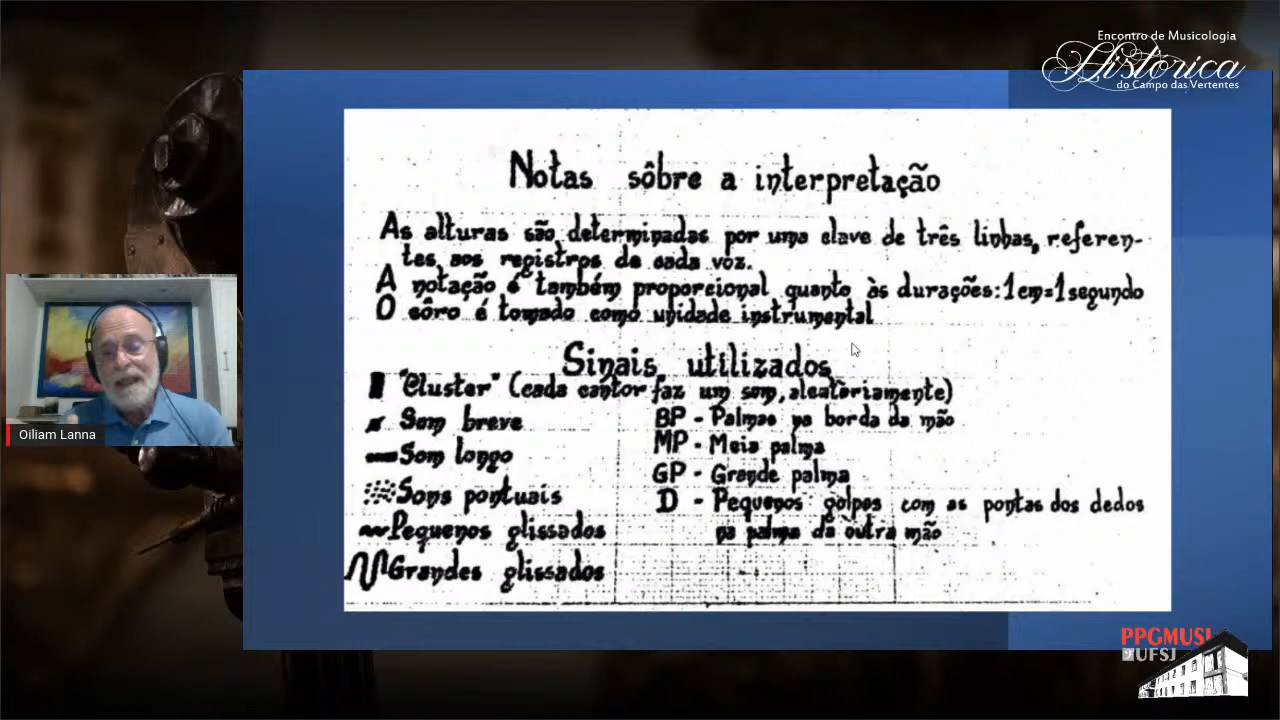 Encontro de Musicologia
Histórica
do Campo das Vertentes
Notas sôbre a interpretação
As alturas são determinadas por uma clave de três linhas, referen-
tes aos registros de cada voz.
A notação é também proporcional quanto às durações: 1 cm = 1 segundo
O côro é tomado como unidade instrumental
Sinais utilizados
"Cluster" (cada cantor faz um som, aleatoriamente)
Som breve
Som longo
Sons pontuais
Pequenos glissados
Grandes glissados
BP - Palmas na borda da mão
MP - Meia palma
GP - Grande palma
D - Pequenos golpes com as pontas dos dedos
na palma da outra mão
Oiliam Lanna
PPGMUSI
UFSJ